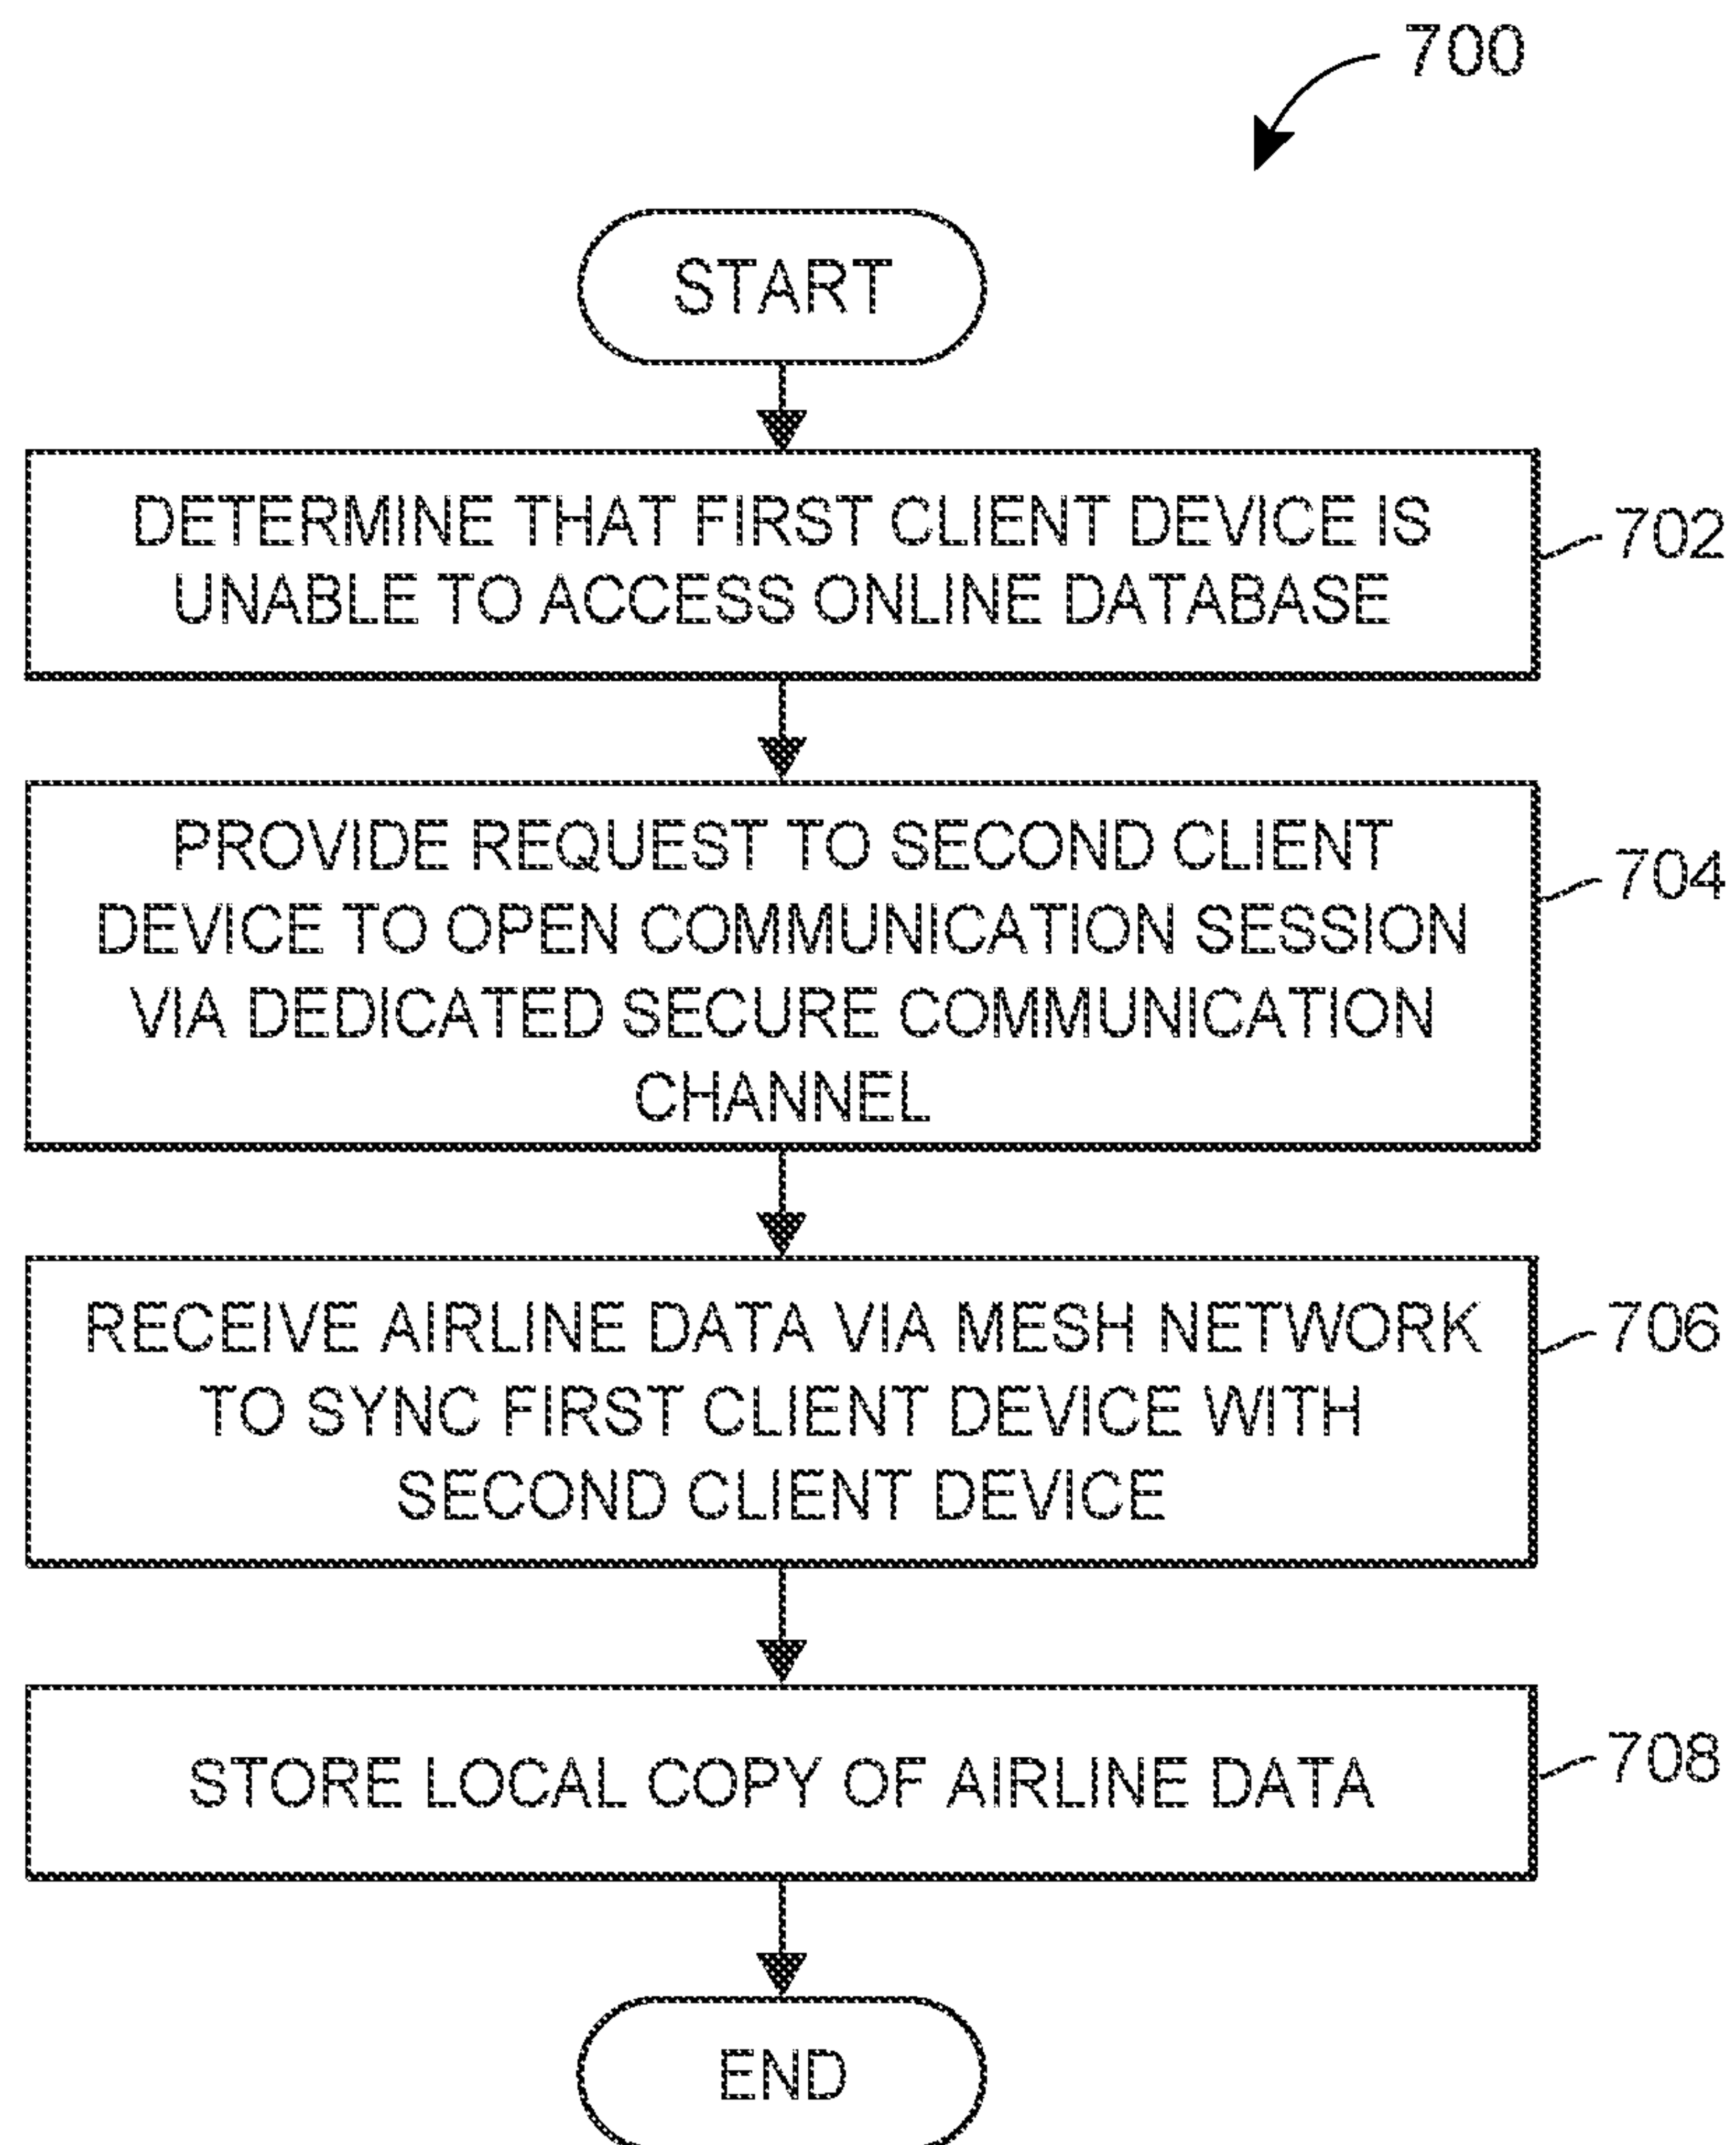 700
START
DETERMINE THAT FIRST CLIENT DEVICE IS
UNABLE TO ACCESS ONLINE DATABASE
702
PROVIDE REQUEST TO SECOND CLIENT
DEVICE TO OPEN COMMUNICATION SESSION
VIA DEDICATED SECURE COMMUNICATION
CHANNEL
704
RECEIVE AIRLINE DATA VIA MESH NETWORK
TO SYNC FIRST CLIENT DEVICE WITH
SECOND CLIENT DEVICE
706
STORE LOCAL COPY OF AIRLINE DATA
708
END